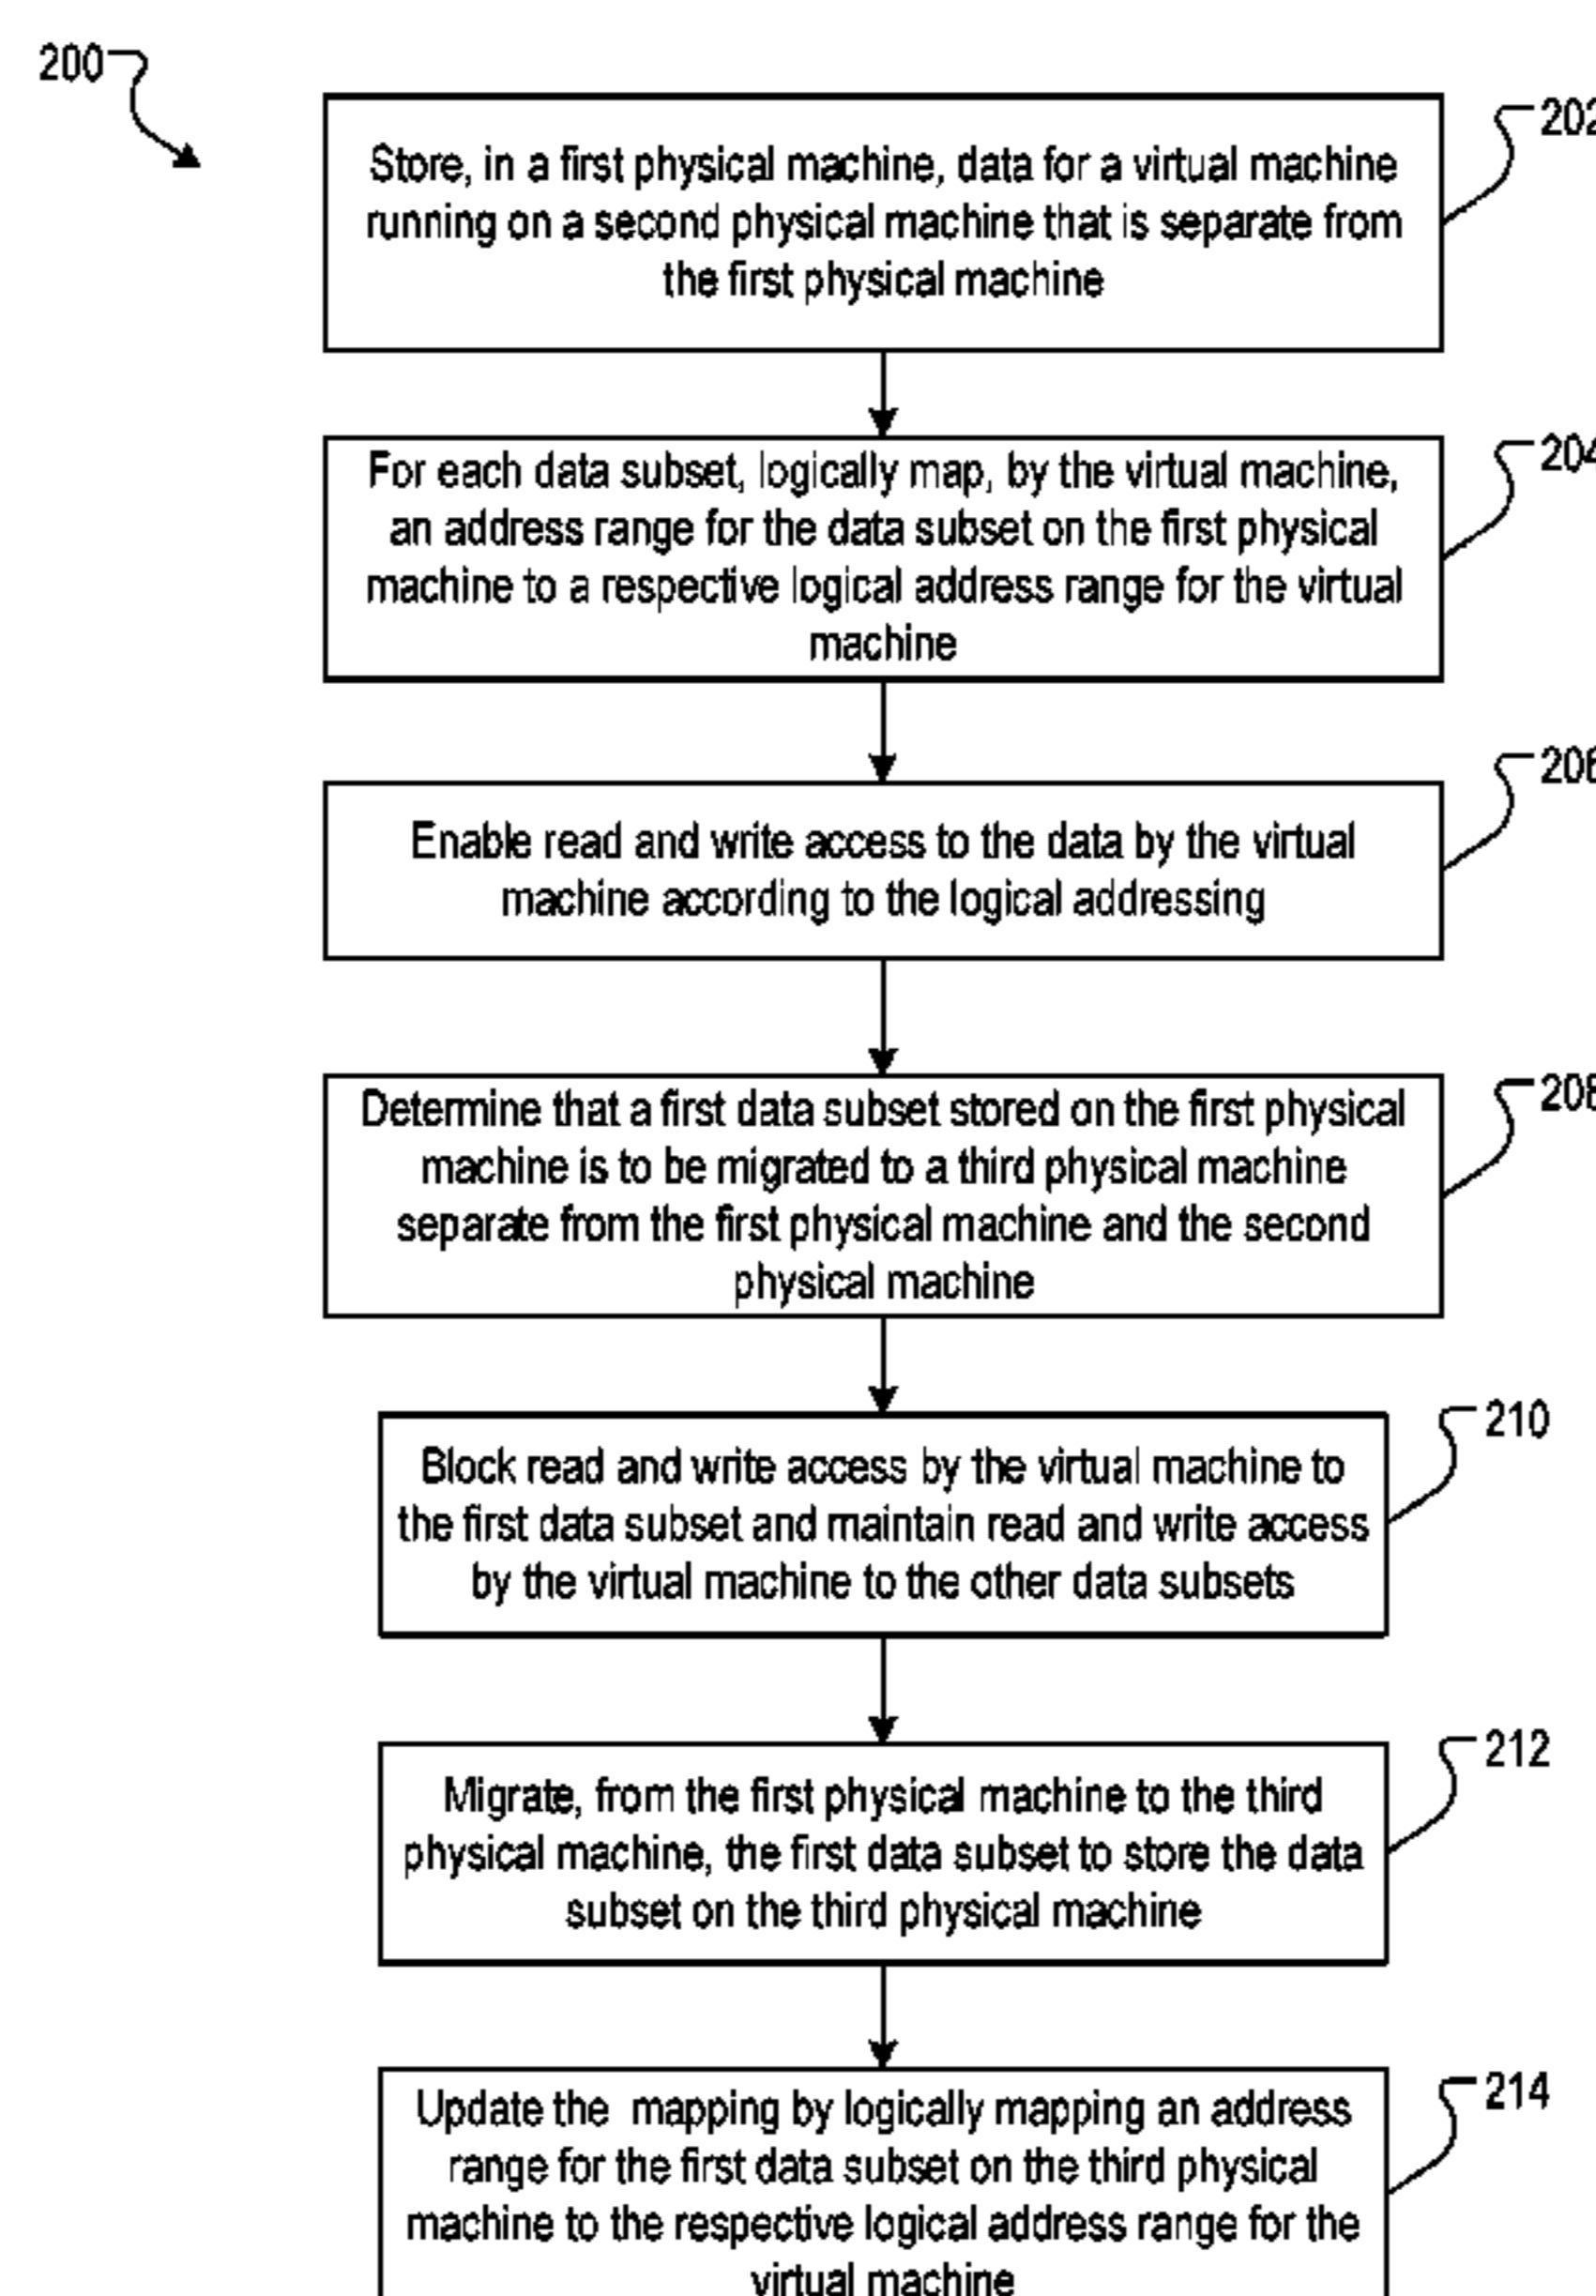 200
202
Store, in a first physical machine, data for a virtual machine
running on a second physical machine that is separate from
the first physical machine
204
For each data subset, logically map, by the virtual machine,
an address range for the data subset on the first physical
machine to a respective logical address range for the virtual
machine
206
Enable read and write access to the data by the virtual
machine according to the logical addressing
208
Determine that a first data subset stored on the first physical
machine is to be migrated to a third physical machine
separate from the first physical machine and the second
physical machine
210
Block read and write access by the virtual machine to
the first data subset and maintain read and write access
by the virtual machine to the other data subsets
212
Migrate, from the first physical machine to the third
physical machine, the first data subset to store the data
subset on the third physical machine
214
Update the mapping by logically mapping an address
range for the first data subset on the third physical
machine to the respective logical address range for the
virtual machine